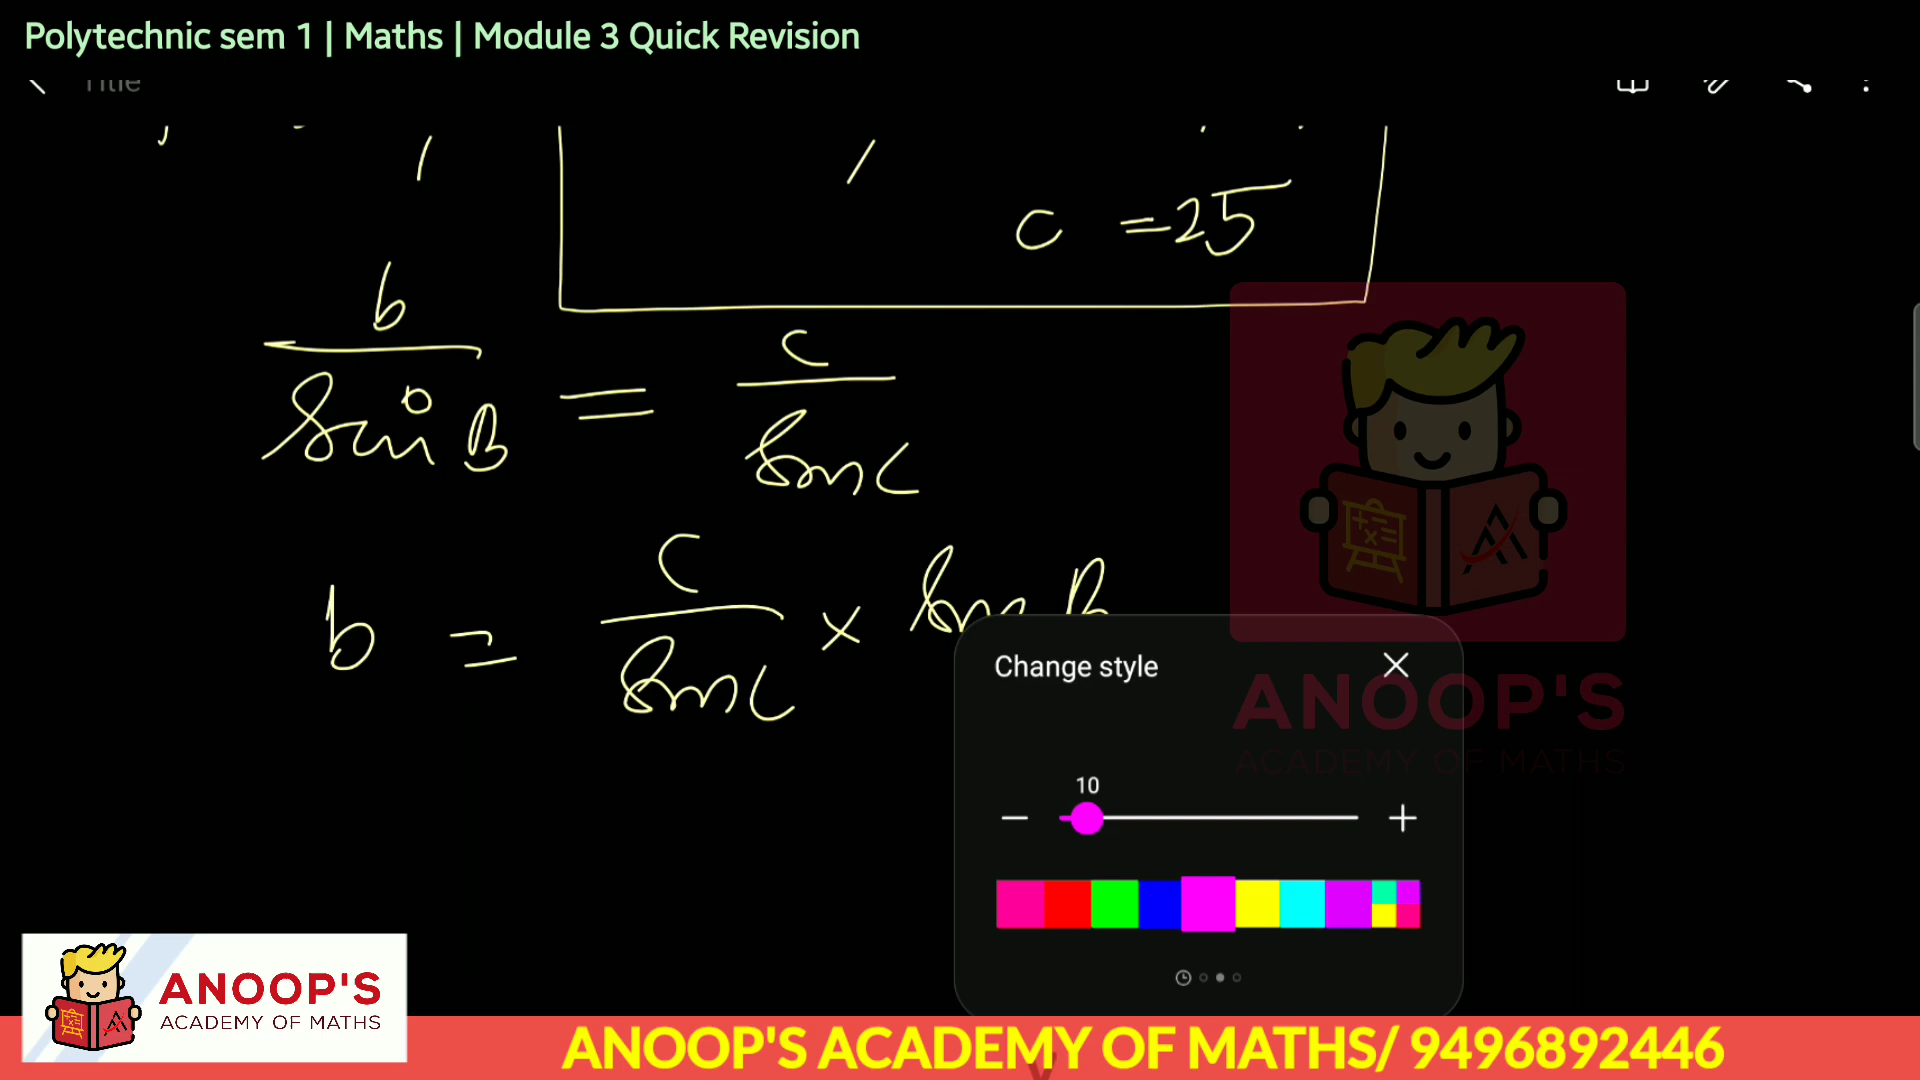 Polytechnic sem 1 | Maths | Module 3 Quick Revision
Title
c = 25
b
c
Sin B = Sin C
b = c × Sin B
Sin C
Change style
10
ANOOP'S
ACADEMY OF MATHS
ANOOP'S
ACADEMY OF MATHS
ANOOP'S ACADEMY OF MATHS/ 9496892446